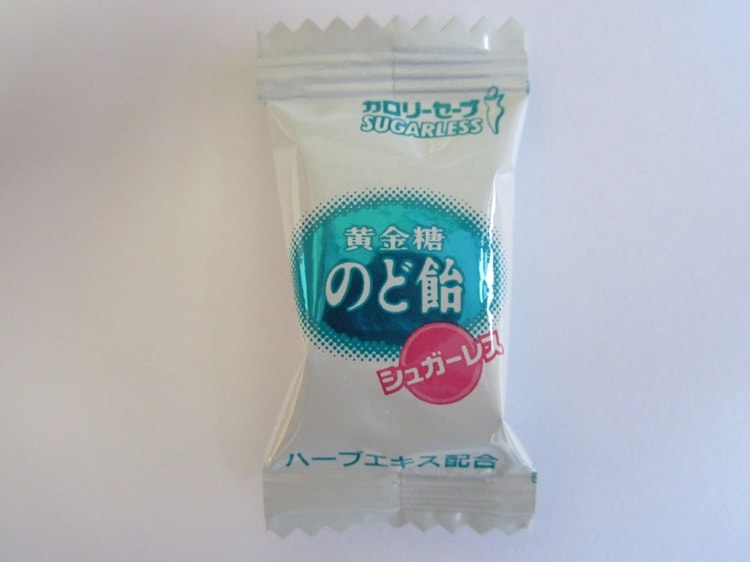 カロリーセーブ
SUGARLESS
黄金糖
のど飴
シュガーレス
ハーブエキス配合